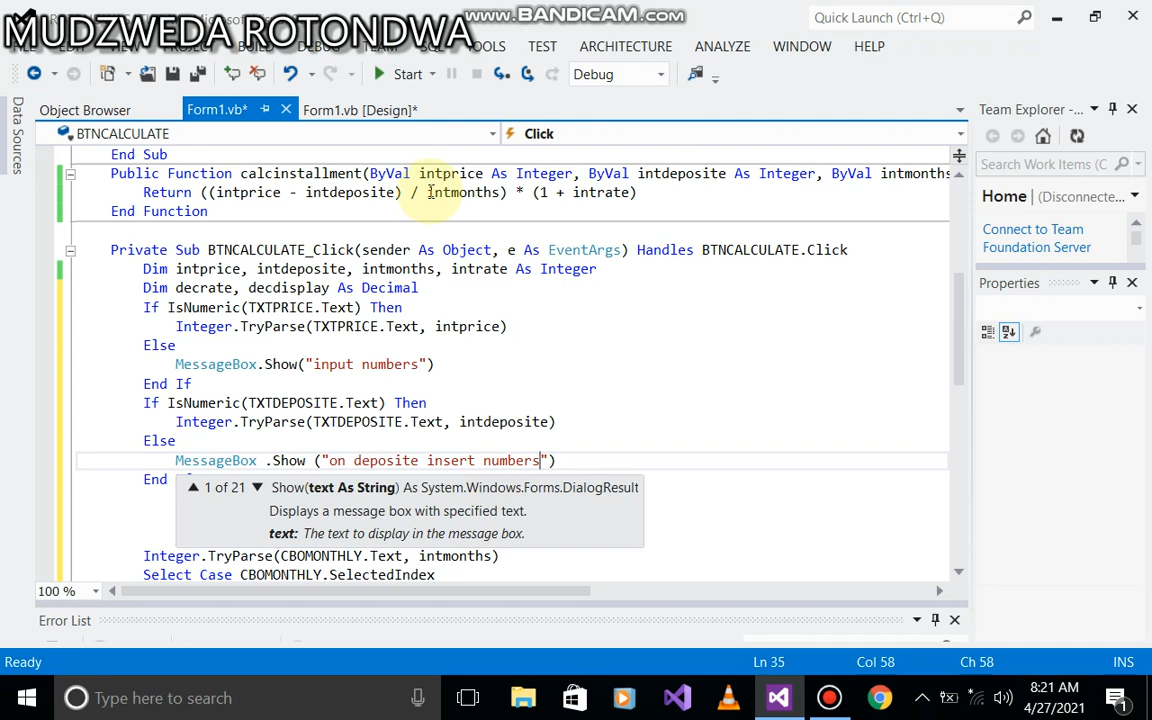 www.BANDICAM.com
MUDZWEDA ROTONDWA
Quick Launch (Ctrl+Q)
TOOLS TEST ARCHITECTURE ANALYZE WINDOW HELP
Start Debug
Data Sources
Object Browser Form1.vb* Form1.vb [Design]*
BTNCALCULATE Click
End Sub
Public Function calcinstallment(ByVal intprice As Integer, ByVal intdeposite As Integer, ByVal intmonths
Return ((intprice - intdeposite) / intmonths) * (1 + intrate)
End Function
Private Sub BTNCALCULATE_Click(sender As Object, e As EventArgs) Handles BTNCALCULATE.Click
Dim intprice, intdeposite, intmonths, intrate As Integer
Dim decrate, decdisplay As Decimal
If IsNumeric(TXTPRICE.Text) Then
Integer.TryParse(TXTPRICE.Text, intprice)
Else
MessageBox.Show("input numbers")
End If
If IsNumeric(TXTDEPOSITE.Text) Then
Integer.TryParse(TXTDEPOSITE.Text, intdeposite)
Else
MessageBox .Show ("on deposite insert numbers")
End
1 of 21 Show(text As String) As System.Windows.Forms.DialogResult
Displays a message box with specified text.
text: The text to display in the message box.
Integer.TryParse(CBOMONTHLY.Text, intmonths)
Select Case CBOMONTHLY.SelectedIndex
100 %
Error List
Team Explorer - ...
Search Work Items (C
Home (Disconnecte...
Connect to Team
Foundation Server
Properties
Ready Ln 35 Col 58 Ch 58 INS
Type here to search
8:21 AM
4/27/2021
1